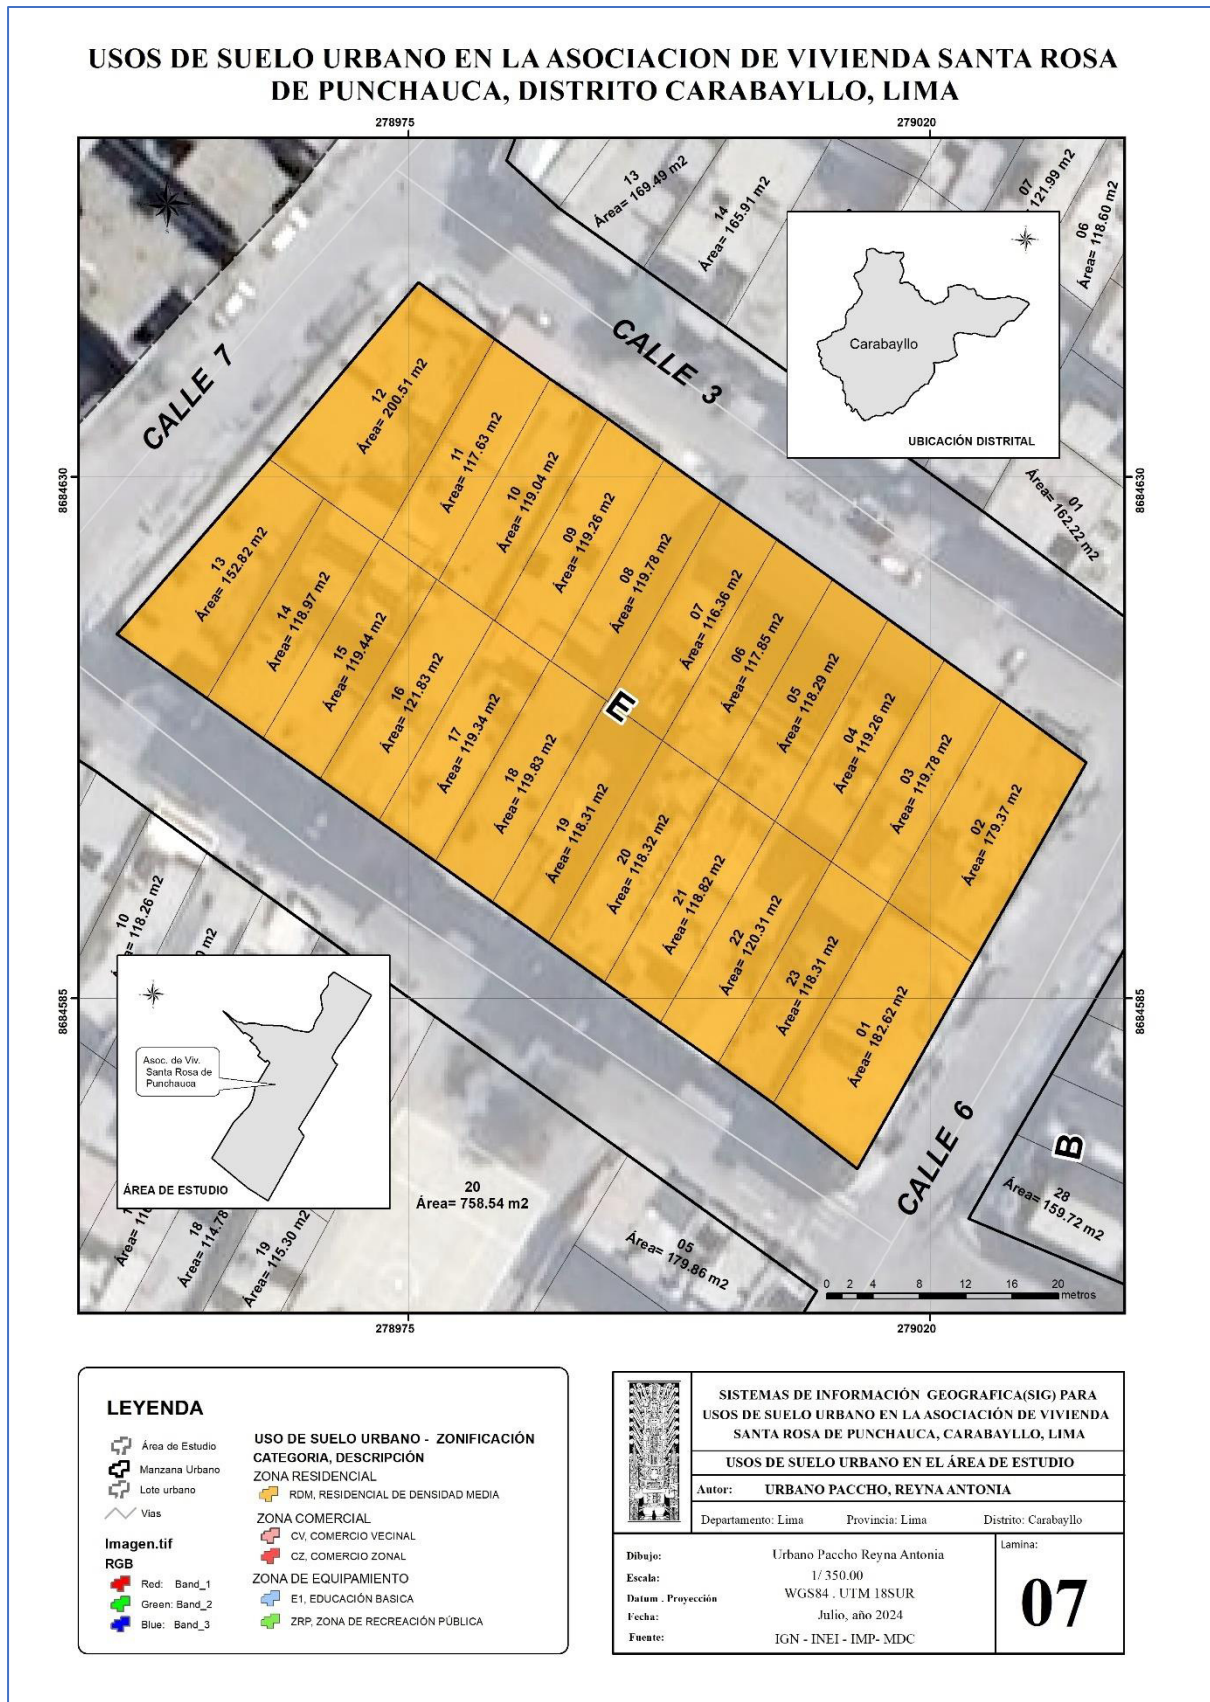 USOS DE SUELO URBANO EN LA ASOCIACION DE VIVIENDA SANTA ROSA
DE PUNCHAUCA, DISTRITO CARABAYLLO, LIMA
278975
279020
8684630
8684630
8684585
8684585
278975
279020
13
Área= 169.49 m2
14
Área= 165.91 m2
07
121.99 m2
06
Área= 118.60 m2
01
Área= 162.22 m2
Carabayllo
UBICACIÓN DISTRITAL
CALLE 7
CALLE 3
CALLE 6
12
Área= 200.51 m2
11
Área= 117.63 m2
10
Área= 119.04 m2
09
Área= 119.26 m2
08
Área= 119.78 m2
07
Área= 116.36 m2
06
Área= 117.85 m2
05
Área= 118.29 m2
04
Área= 119.26 m2
03
Área= 119.78 m2
02
Área= 179.37 m2
E
13
Área= 152.82 m2
14
Área= 118.97 m2
15
Área= 119.44 m2
16
Área= 121.83 m2
17
Área= 119.34 m2
18
Área= 119.83 m2
19
Área= 118.31 m2
20
Área= 118.32 m2
21
Área= 118.82 m2
22
Área= 120.31 m2
23
Área= 118.31 m2
01
Área= 182.62 m2
10
118.26 m2
Asoc. de Viv.
Santa Rosa de
Punchauca
ÁREA DE ESTUDIO
18
Área= 114.78
19
Área= 115.30 m2
20
Área= 758.54 m2
05
Área= 179.86 m2
B
28
Área= 159.72 m2
0 2 4 8 12 16 20
metros
LEYENDA
Área de Estudio
Manzana Urbano
Lote urbano
Vias
Imagen.tif
RGB
Red: Band_1
Green: Band_2
Blue: Band_3
USO DE SUELO URBANO - ZONIFICACIÓN
CATEGORIA, DESCRIPCIÓN
ZONA RESIDENCIAL
RDM, RESIDENCIAL DE DENSIDAD MEDIA
ZONA COMERCIAL
CV, COMERCIO VECINAL
CZ, COMERCIO ZONAL
ZONA DE EQUIPAMIENTO
E1, EDUCACIÓN BASICA
ZRP, ZONA DE RECREACIÓN PÚBLICA
SISTEMAS DE INFORMACIÓN GEOGRAFICA(SIG) PARA
USOS DE SUELO URBANO EN LA ASOCIACIÓN DE VIVIENDA
SANTA ROSA DE PUNCHAUCA, CARABAYLLO, LIMA
USOS DE SUELO URBANO EN EL ÁREA DE ESTUDIO
Autor: URBANO PACCHO, REYNA ANTONIA
Departamento: Lima Provincia: Lima Distrito: Carabayllo
Dibujo: Urbano Paccho Reyna Antonia
Escala: 1/ 350.00
Datum . Proyección WGS84 . UTM 18SUR
Fecha: Julio, año 2024
Fuente: IGN - INEI - IMP- MDC
Lamina:
07